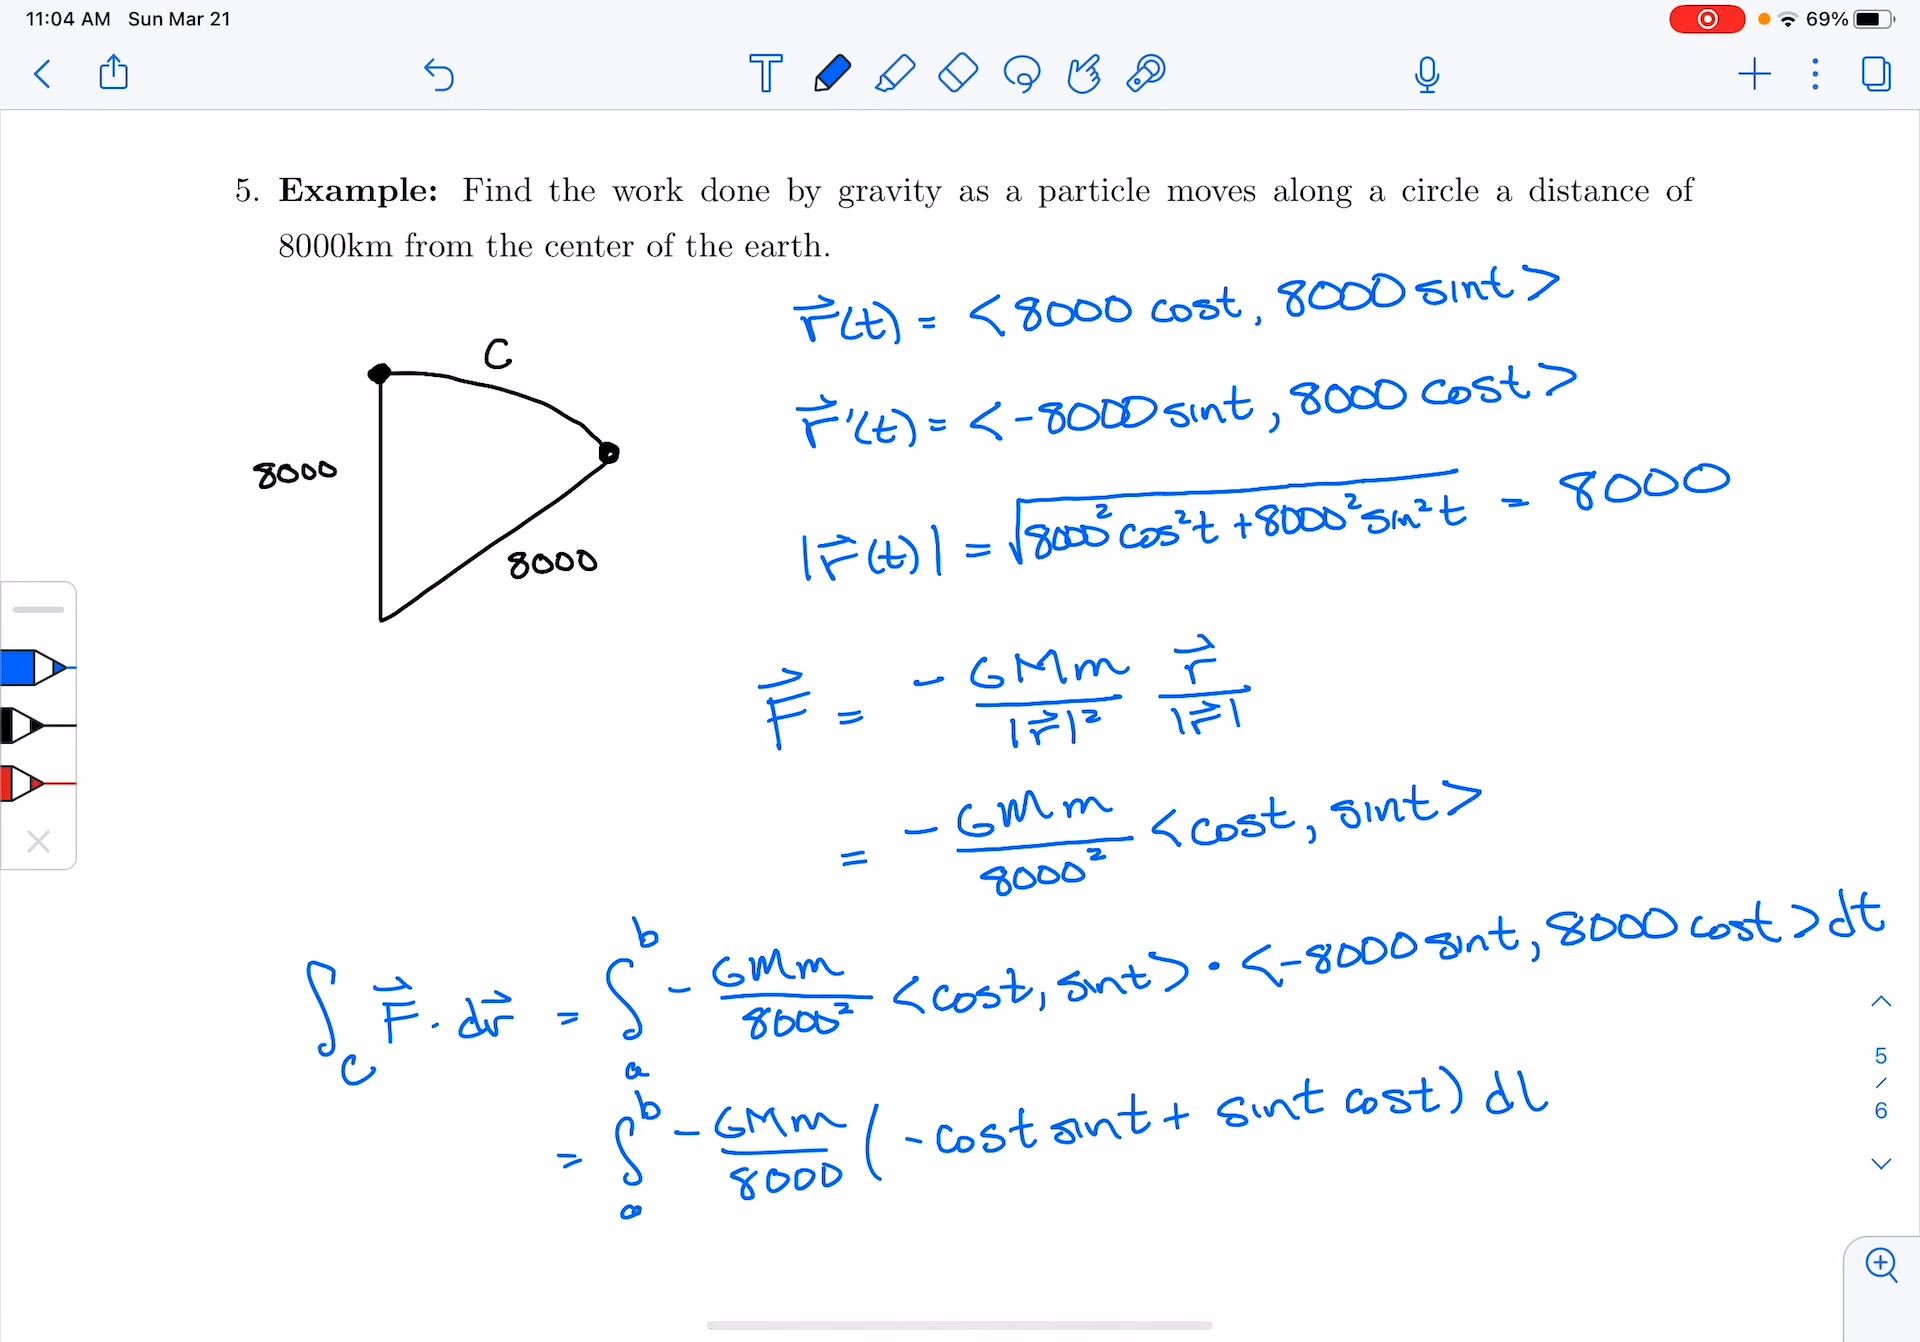 11:04 AM Sun Mar 21
69%
5. Example: Find the work done by gravity as a particle moves along a circle a distance of
8000km from the center of the earth.
C
8000
8000
r⃗(t) = <8000 cost, 8000 sint>
r⃗'(t) = <-8000 sint, 8000 cost>
|r⃗(t)| = √(8000² cos²t + 8000² sin²t) = 8000
F⃗ = -GMm/|r⃗|² r⃗/|r⃗|
= -GMm/8000² <cost, sint>
∫_C F⃗ · dr⃗ = ∫_a^b -GMm/8000² <cost, sint> · <-8000 sint, 8000 cost> dt
= ∫_a^b -GMm/8000 (-cost sint + sint cost) dt
5
/
6